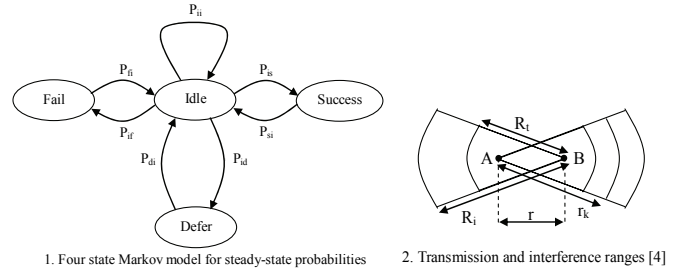 P_ii
P_fi
P_is
Fail
Idle
Success
P_if
P_si
P_di
P_id
Defer
1. Four state Markov model for steady-state probabilities
R_t
A
B
R_i
r_k
r
2. Transmission and interference ranges [4]